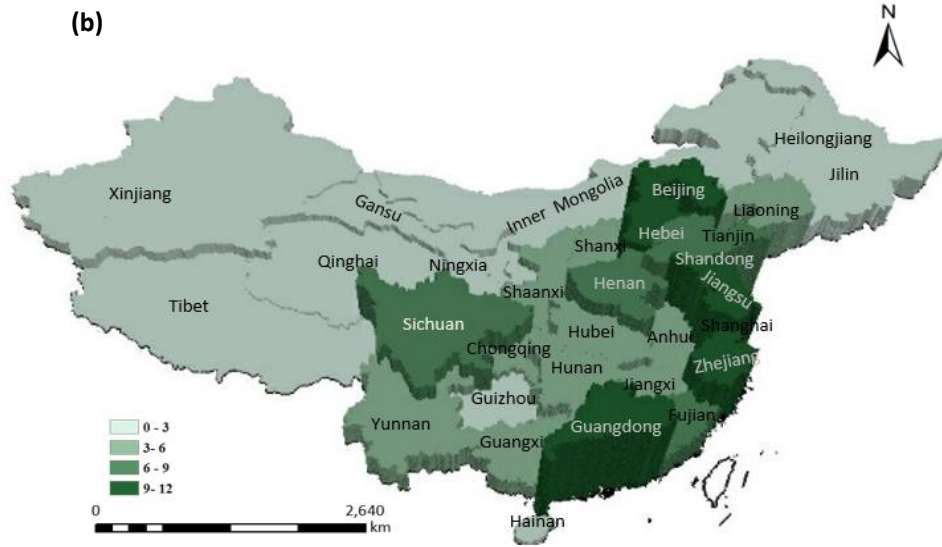 (b)
N
Heilongjiang
Jilin
Xinjiang
Gansu
Inner Mongolia
Beijing
Liaoning
Hebei
Tianjin
Shanxi
Shandong
Qinghai
Ningxia
Shaanxi
Henan
Jiangsu
Tibet
Sichuan
Hubei
Anhui
Shanghai
Chongqing
Hunan
Zhejiang
Jiangxi
Guizhou
Fujian
Yunnan
Guangdong
Guangxi
0 - 3
3- 6
6 - 9
9- 12
0 2,640
km
Hainan